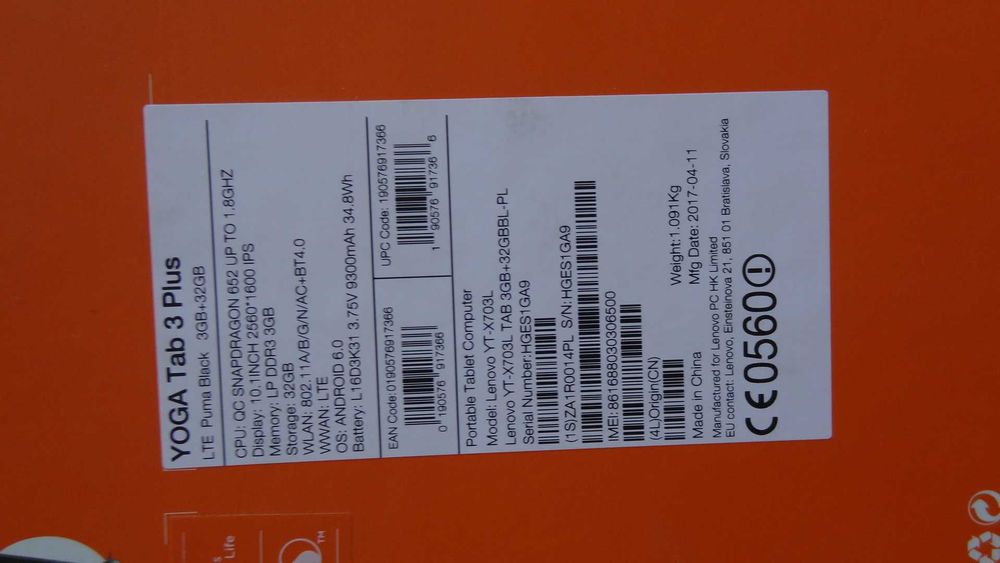 YOGA Tab 3 Plus
LTE Puma Black 3GB+32GB
CPU: QC SNAPDRAGON 652 UP TO 1.8GHZ
Display: 10.1INCH 2560*1600 IPS
Memory: LP DDR3 3GB
Storage: 32GB
WLAN: 802.11A/B/G/N/AC+BT4.0
WWAN: LTE
OS: ANDROID 6.0
Battery: L16D3K31 3.75V 9300mAh 34.8Wh
EAN Code:0190576917366
0 190576 917366
UPC Code: 190576917366
1 90576 91736 6
Portable Tablet Computer
Model: Lenovo YT-X703L
Lenovo YT-X703L TAB 3GB+32GBBL-PL
Serial Number:HGES1GA9
(1S)ZA1R0014PL S/N:HGES1GA9
IMEI:861688030306500
(4L)Origin(CN)
Weight:1.091Kg
Made in China Mfg Date: 2017-04-11
Manufactured for Lenovo PC HK Limited
EU contact: Lenovo, Einsteinova 21, 851 01 Bratislava, Slovakia
CE0560
Life
TM